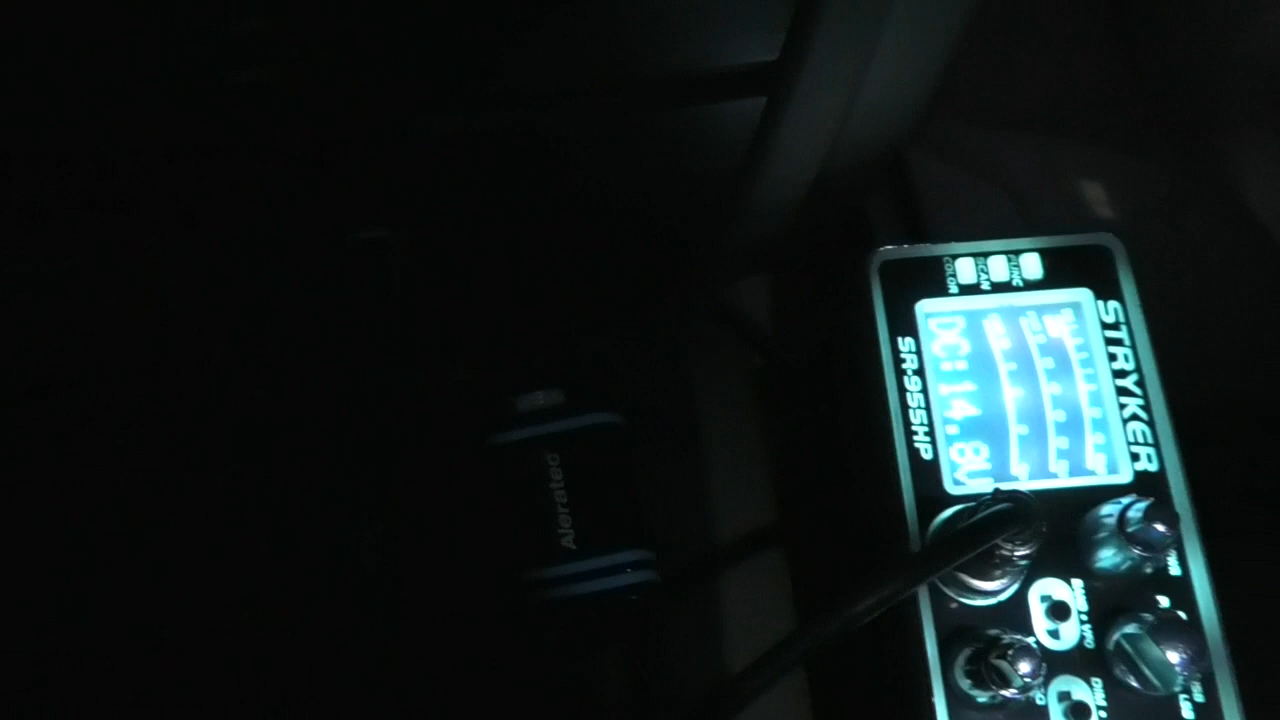 STRYKER
FUNC
SCAN
COLOR
DC:14.8V
SR-955HP
Aleratec